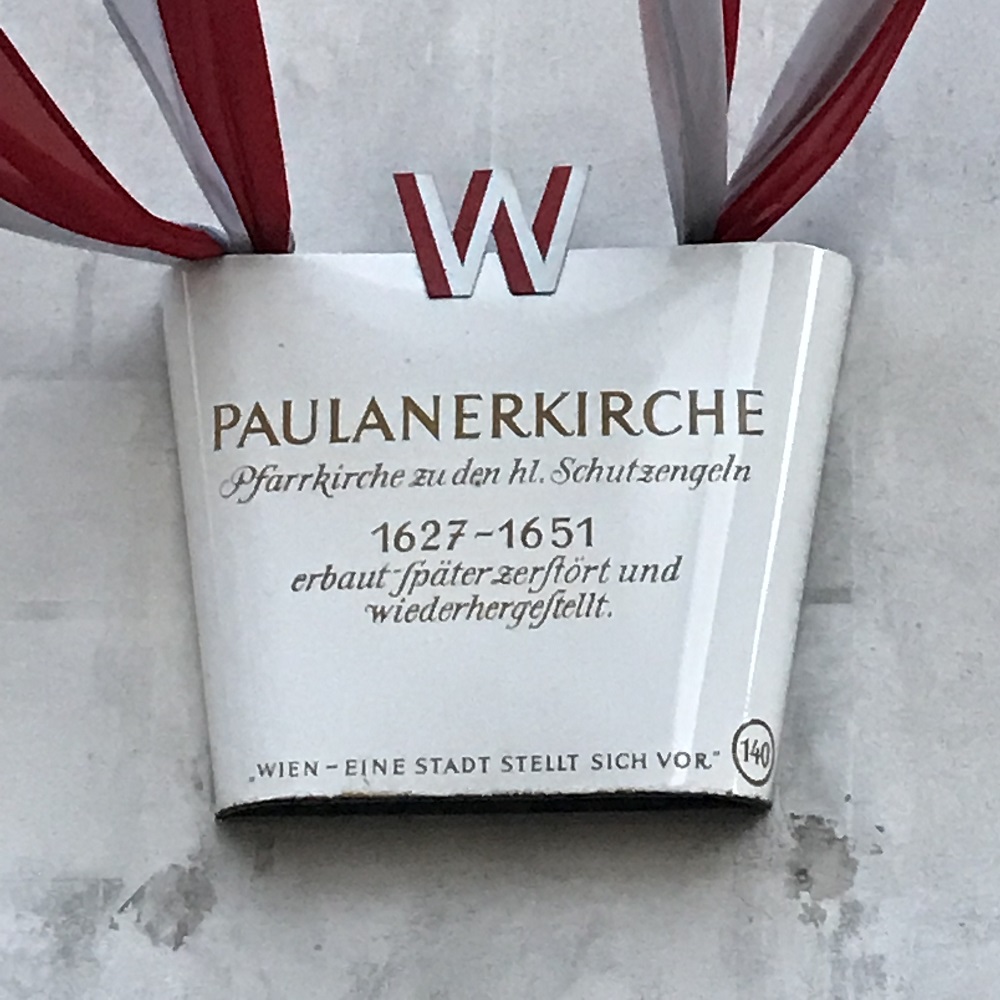 W
PAULANERKIRCHE
Pfarrkirche zu den hl. Schutzengeln
1627-1651
erbaut-ſpäter zerſtört und
wiederhergeſtellt.
„WIEN-EINE STADT STELLT SICH VOR"
140